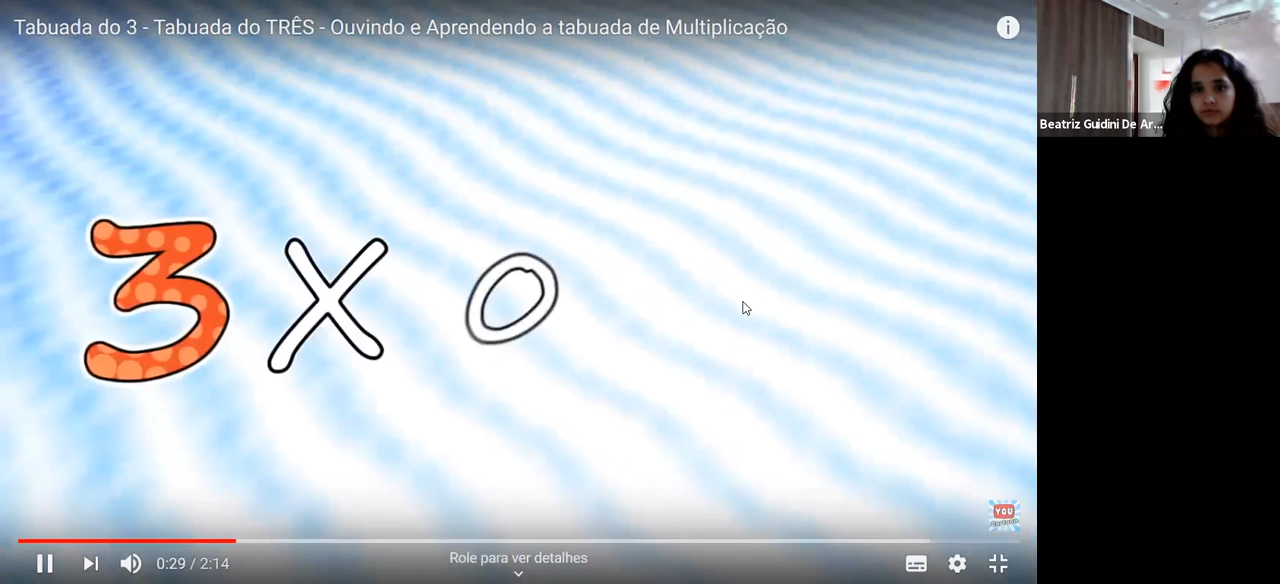 Tabuada do 3 - Tabuada do TRÊS - Ouvindo e Aprendendo a tabuada de Multiplicação
Beatriz Guidini De Ar...
3 X 0
YOU
Cartoon
0:29 / 2:14
Role para ver detalhes